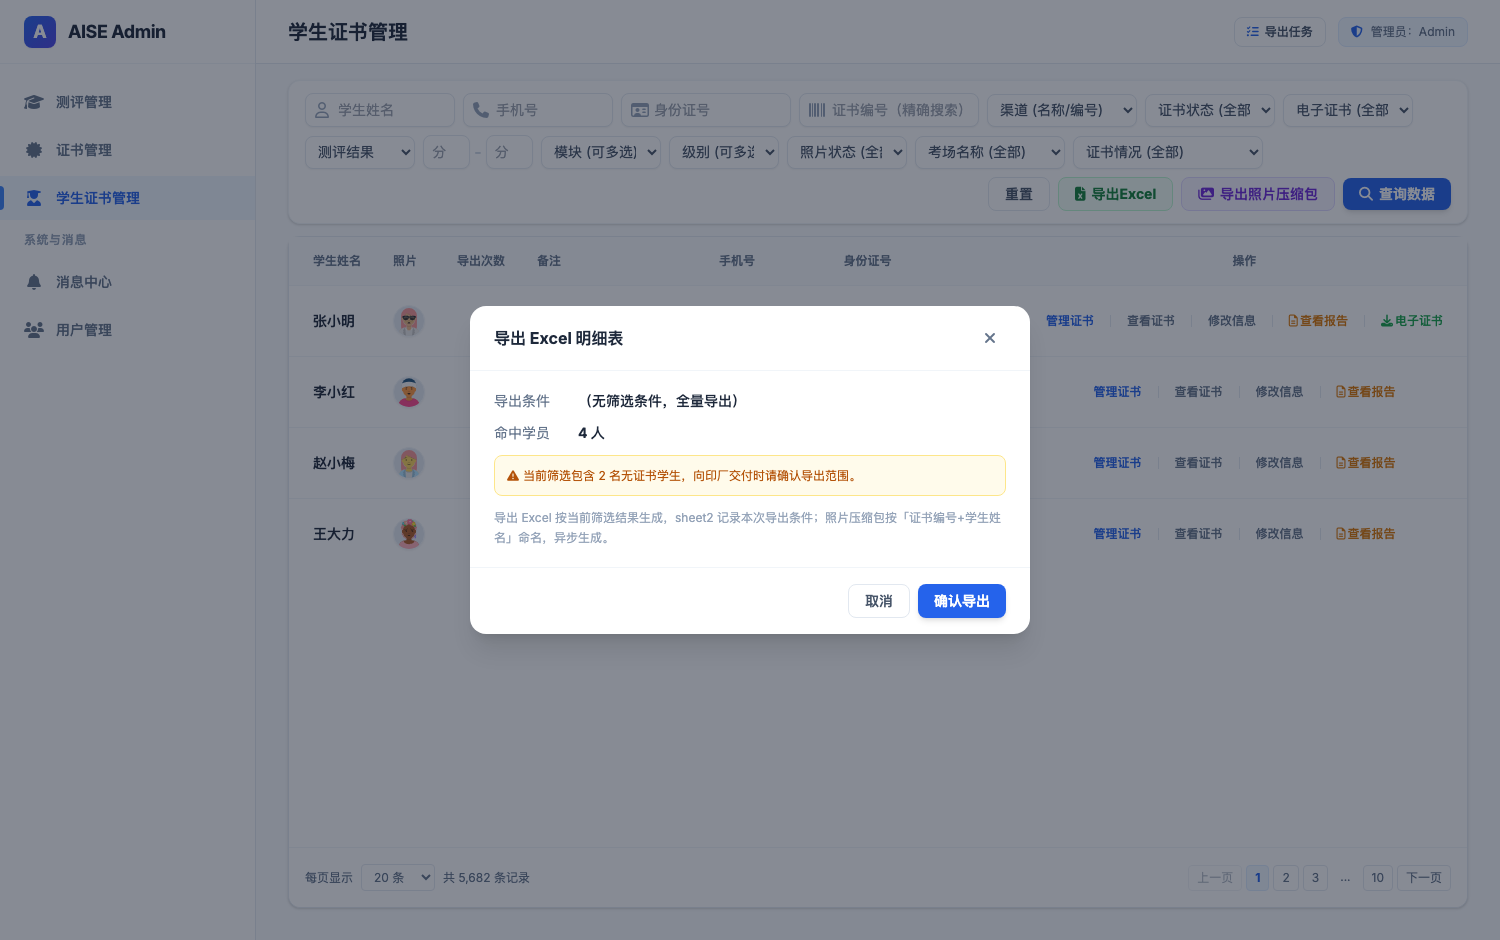 A AISE Admin
学生证书管理
导出任务
管理员：Admin
测评管理
证书管理
学生证书管理
系统与消息
消息中心
用户管理
学生姓名
手机号
身份证号
证书编号（精确搜索）
渠道 (名称/编号)
证书状态 (全部
电子证书 (全部
测评结果
分 - 分
模块 (可多选)
级别 (可多选
照片状态 (全部
考场名称 (全部)
证书情况 (全部)
重置
导出Excel
导出照片压缩包
查询数据
学生姓名 照片 导出次数 备注 手机号 身份证号 操作
张小明 管理证书 查看证书 修改信息 查看报告 电子证书
李小红 管理证书 查看证书 修改信息 查看报告
赵小梅 管理证书 查看证书 修改信息 查看报告
王大力 管理证书 查看证书 修改信息 查看报告
导出 Excel 明细表
导出条件 （无筛选条件，全量导出）
命中学员 4 人
当前筛选包含 2 名无证书学生，向印厂交付时请确认导出范围。
导出 Excel 按当前筛选结果生成，sheet2 记录本次导出条件；照片压缩包按「证书编号+学生姓
名」命名，异步生成。
取消
确认导出
每页显示 20 条 共 5,682 条记录
上一页 1 2 3 ... 10 下一页